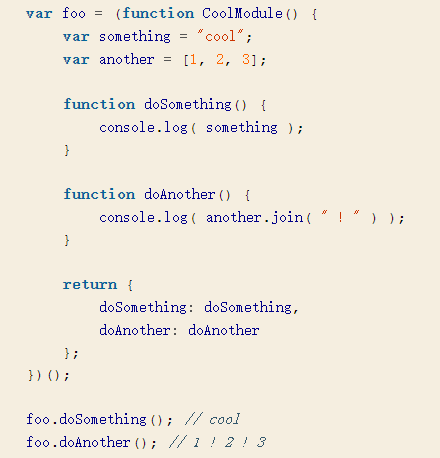 var foo = (function CoolModule() {
    var something = "cool";
    var another = [1, 2, 3];

    function doSomething() {
        console.log( something );
    }

    function doAnother() {
        console.log( another.join( " ! " ) );
    }

    return {
        doSomething: doSomething,
        doAnother: doAnother
    };
})();

foo.doSomething(); // cool
foo.doAnother(); // 1 ! 2 ! 3